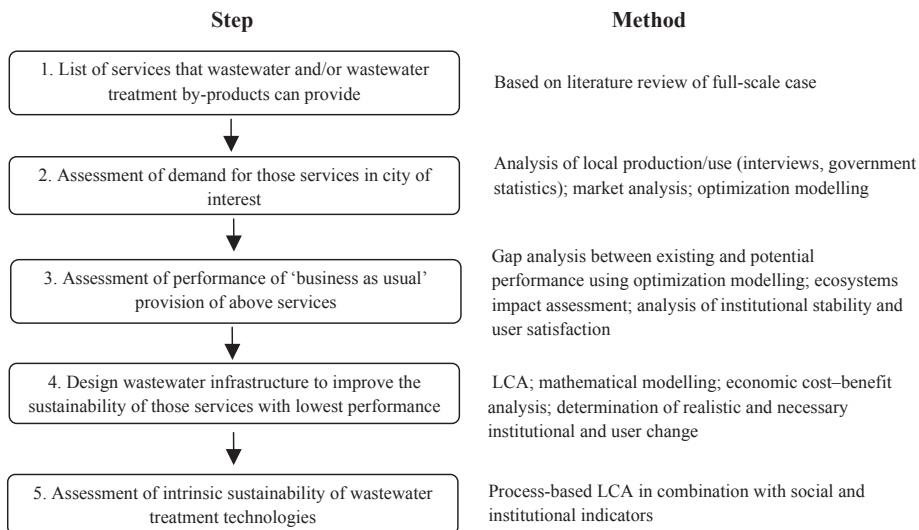 Step
Method
1. List of services that wastewater and/or wastewater
treatment by-products can provide
Based on literature review of full-scale case
2. Assessment of demand for those services in city of
interest
Analysis of local production/use (interviews, government
statistics); market analysis; optimization modelling
3. Assessment of performance of ‘business as usual’
provision of above services
Gap analysis between existing and potential
performance using optimization modelling; ecosystems
impact assessment; analysis of institutional stability and
user satisfaction
4. Design wastewater infrastructure to improve the
sustainability of those services with lowest performance
LCA; mathematical modelling; economic cost–benefit
analysis; determination of realistic and necessary
institutional and user change
5. Assessment of intrinsic sustainability of wastewater
treatment technologies
Process-based LCA in combination with social and
institutional indicators